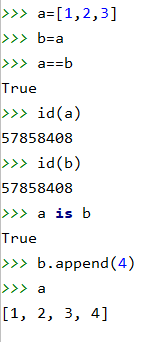 >>> a=[1,2,3]
>>> b=a
>>> a==b
True
>>> id(a)
57858408
>>> id(b)
57858408
>>> a is b
True
>>> b.append(4)
>>> a
[1, 2, 3, 4]